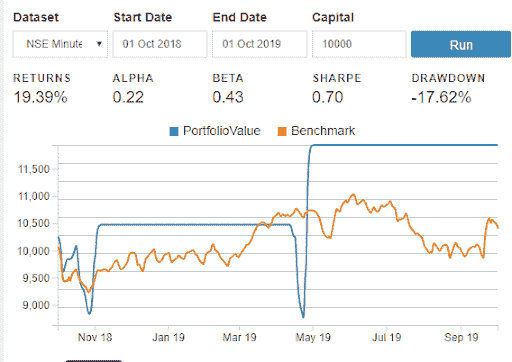 Dataset Start Date End Date Capital
NSE Minute 01 Oct 2018 01 Oct 2019 10000 Run
RETURNS ALPHA BETA SHARPE DRAWDOWN
19.39% 0.22 0.43 0.70 -17.62%
PortfolioValue Benchmark
11,500
11,000
10,500
10,000
9,500
9,000
Nov 18 Jan 19 Mar 19 May 19 Jul 19 Sep 19